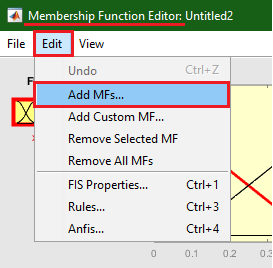 Membership Function Editor: Untitled2
File Edit View
Undo Ctrl+Z
Add MFs...
Add Custom MF...
Remove Selected MF
Remove All MFs
FIS Properties... Ctrl+1
Rules... Ctrl+3
Anfis... Ctrl+4
0 0.1 0.2 0.3